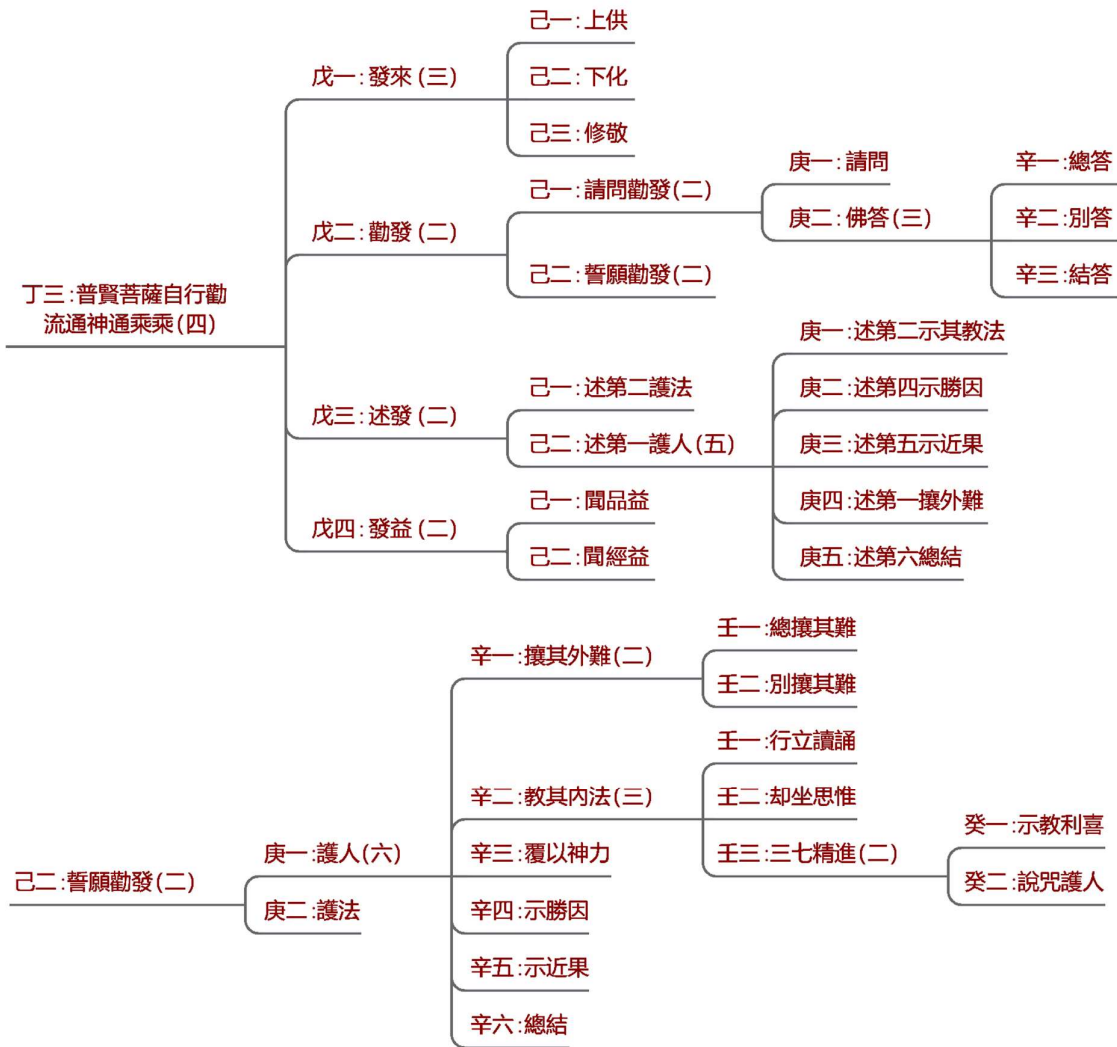 丁三：普賢菩薩自行勸
流通神通乘乘(四)
戊一：發來(三)
己一：上供
己二：下化
己三：修敬
戊二：勸發(二)
己一：請問勸發(二)
庚一：請問
庚二：佛答(三)
辛一：總答
辛二：別答
辛三：結答
己二：誓願勸發(二)
戊三：述發(二)
己一：述第二護法
己二：述第一護人(五)
庚一：述第二示其教法
庚二：述第四示勝因
庚三：述第五示近果
庚四：述第一攘外難
庚五：述第六總結
戊四：發益(二)
己一：聞品益
己二：聞經益
己二：誓願勸發(二)
庚一：護人(六)
辛一：攘其外難(二)
壬一：總攘其難
壬二：別攘其難
辛二：教其內法(三)
壬一：行立讀誦
壬二：却坐思惟
壬三：三七精進(二)
癸一：示教利喜
癸二：說咒護人
辛三：覆以神力
辛四：示勝因
辛五：示近果
辛六：總結
庚二：護法